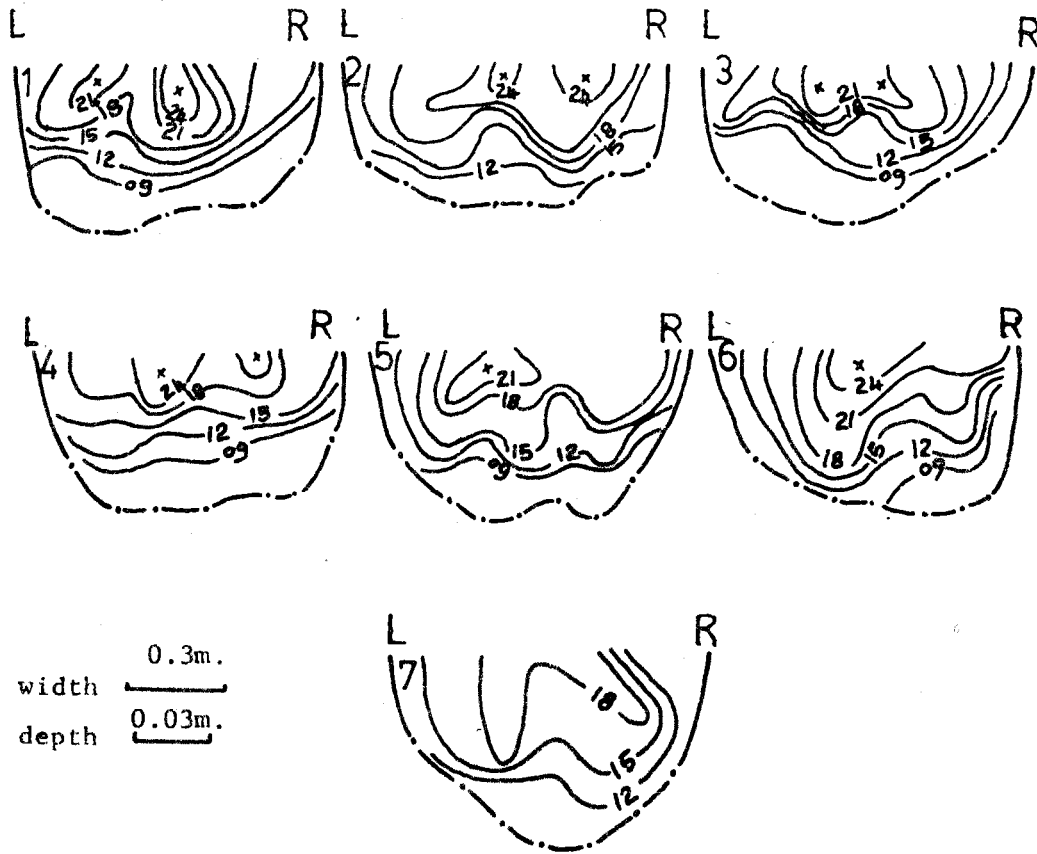 L R L R L R
1 2 3
21 18 24 21 24 24 21 18
15 18 15 15
12 12 12
09 09
L R L R L R
4 5 6
24 18 21 24
15 18 21
12 15 12 18 15 12
09 09 09
L R
7
18
0.3m.
width
0.03m.
depth
15
12